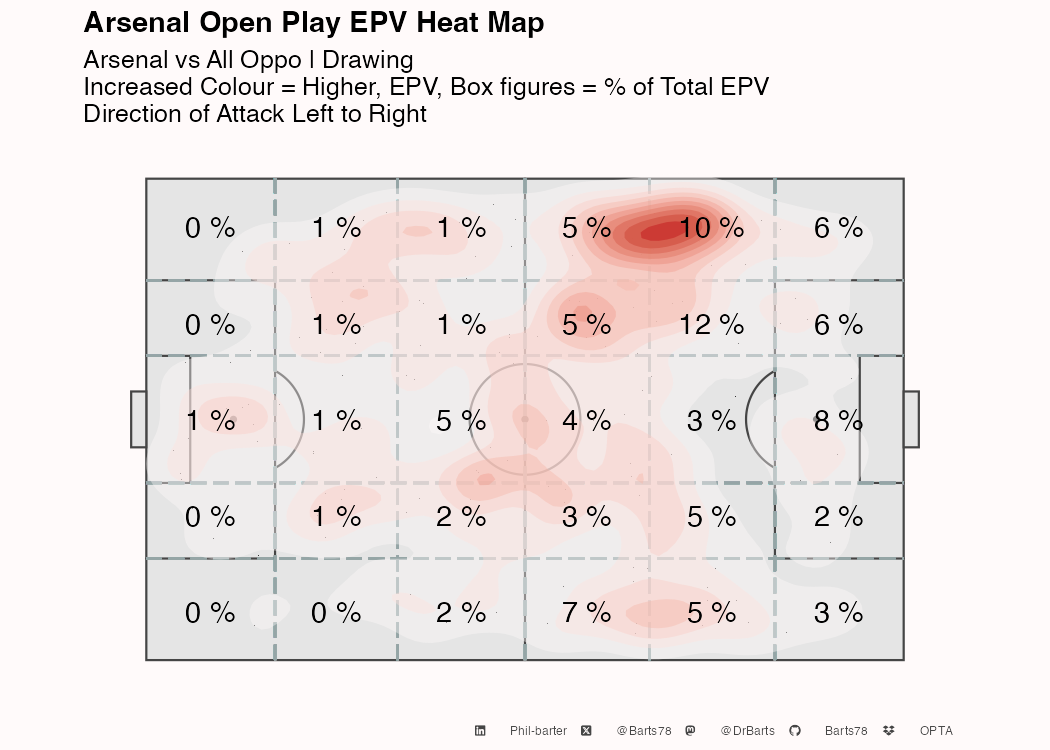 Arsenal Open Play EPV Heat Map
Arsenal vs All Oppo | Drawing
Increased Colour = Higher, EPV, Box figures = % of Total EPV
Direction of Attack Left to Right
0 % 1 % 1 % 5 % 10 % 6 %
0 % 1 % 1 % 5 % 12 % 6 %
1 % 1 % 5 % 4 % 3 % 8 %
0 % 1 % 2 % 3 % 5 % 2 %
0 % 0 % 2 % 7 % 5 % 3 %
Phil-barter @Barts78 @DrBarts Barts78 OPTA